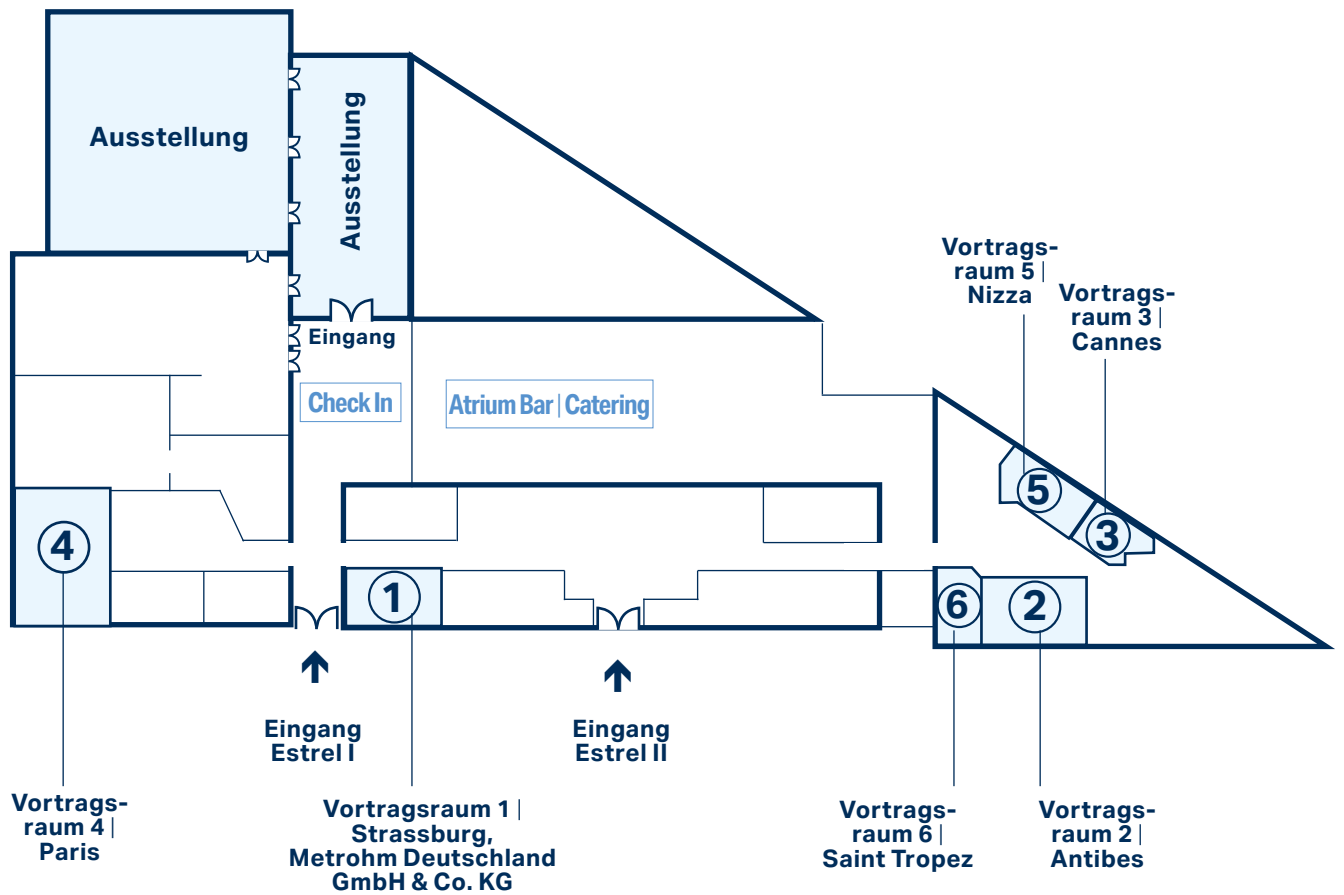 Ausstellung
Ausstellung
Vortrags-
raum 5 |
Nizza
Vortrags-
raum 3 |
Cannes
Eingang
Check In
Atrium Bar | Catering
5
3
4
1
6
2
Eingang
Estrel I
Eingang
Estrel II
Vortrags-
raum 4 |
Paris
Vortragsraum 1 |
Strassburg,
Metrohm Deutschland
GmbH & Co. KG
Vortrags-
raum 6 |
Saint Tropez
Vortrags-
raum 2 |
Antibes